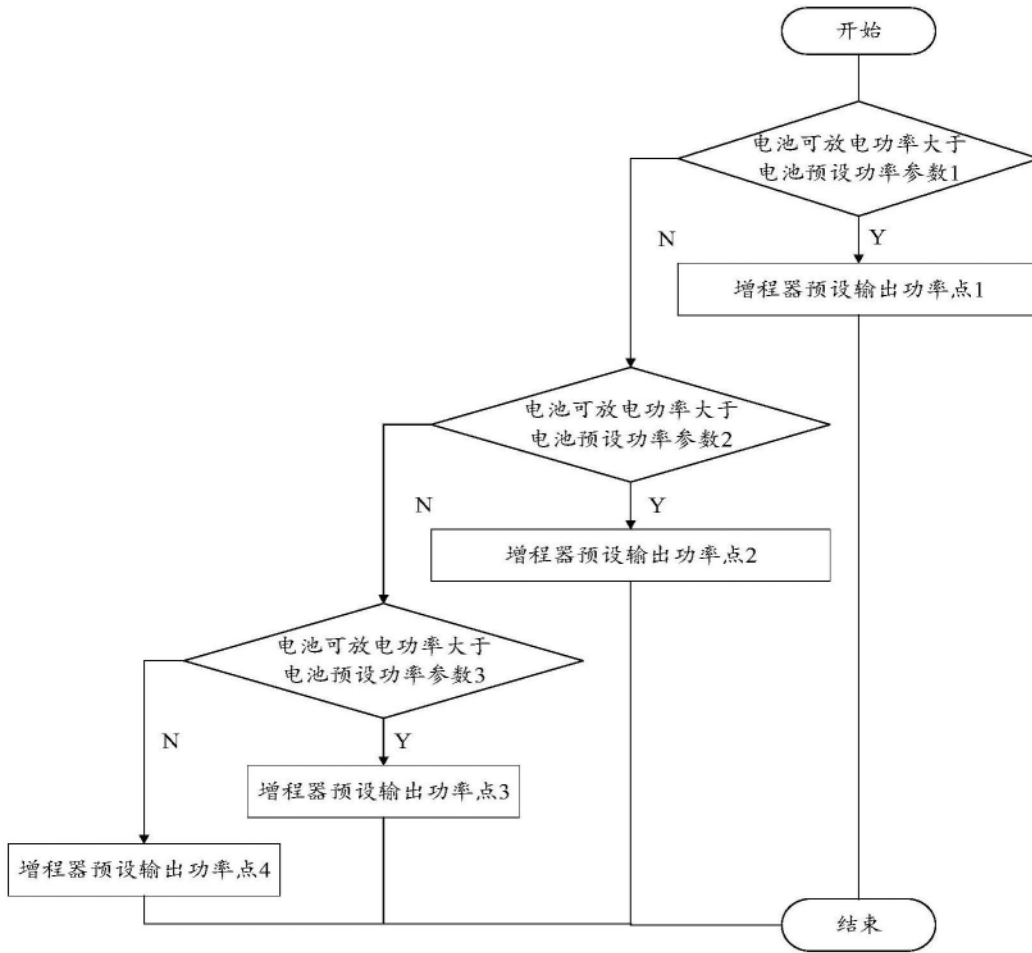 开始
电池可放电功率大于
电池预设功率参数1
N
Y
增程器预设输出功率点1
电池可放电功率大于
电池预设功率参数2
N
Y
增程器预设输出功率点2
电池可放电功率大于
电池预设功率参数3
N
Y
增程器预设输出功率点3
增程器预设输出功率点4
结束